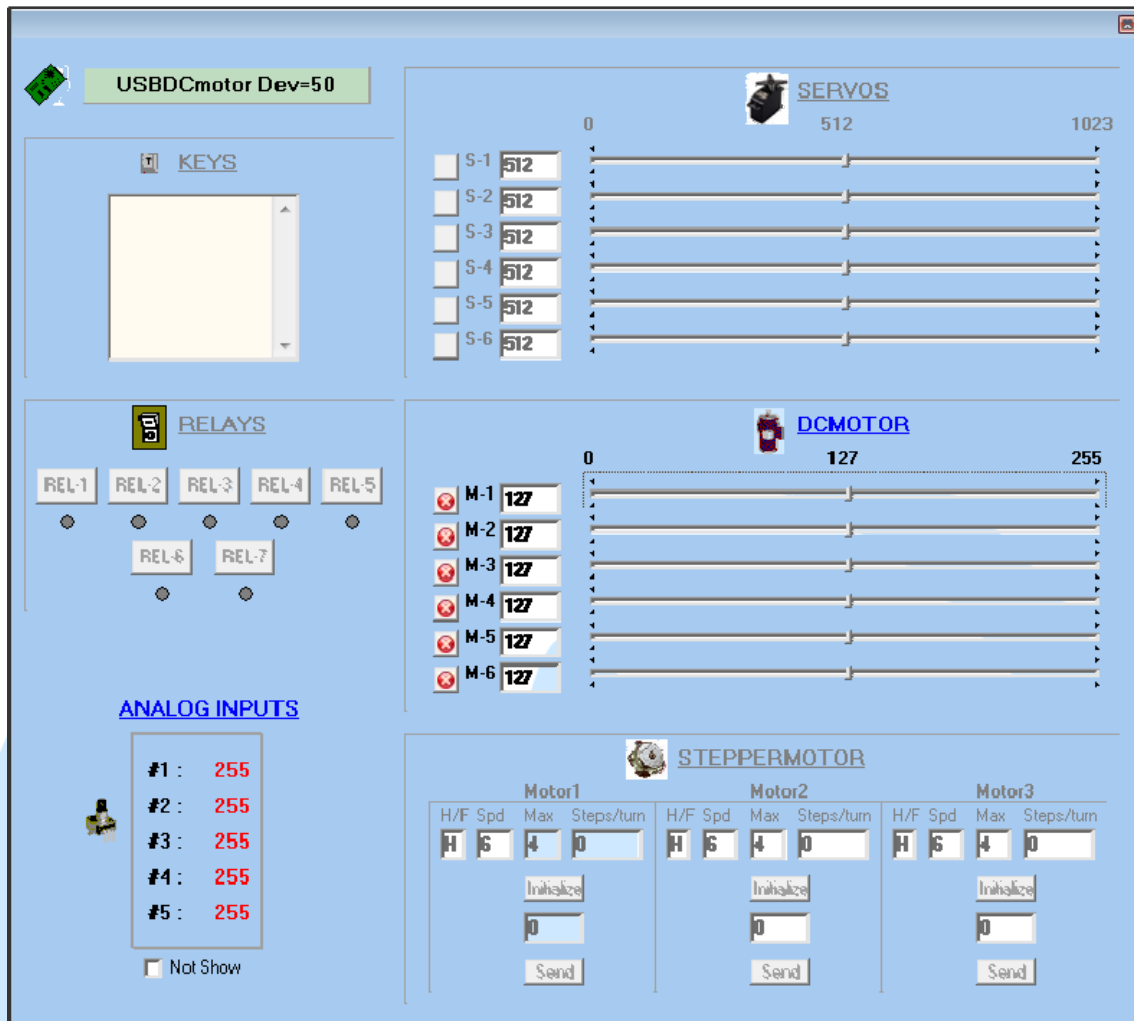 USBDCmotor Dev=50
KEYS
RELAYS
REL-1 REL-2 REL-3 REL-4 REL-5
REL-6 REL-7
ANALOG INPUTS
#1 : 255
#2 : 255
#3 : 255
#4 : 255
#5 : 255
Not Show
SERVOS
0 512 1023
S-1 512
S-2 512
S-3 512
S-4 512
S-5 512
S-6 512
DCMOTOR
0 127 255
M-1 127
M-2 127
M-3 127
M-4 127
M-5 127
M-6 127
STEPPERMOTOR
Motor1 Motor2 Motor3
H/F Spd Max Steps/turn H/F Spd Max Steps/turn H/F Spd Max Steps/turn
H 6 4 0 H 6 4 0 H 6 4 0
Initialize Initialize Initialize
0 0 0
Send Send Send